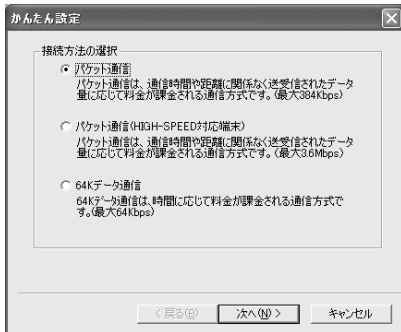 かんたん設定
接続方法の選択
パケット通信
パケット通信は、通信時間や距離に関係なく送受信されたデータ
量に応じて料金が課金される通信方式です。(最大384Kbps)
パケット通信(HIGH-SPEED対応端末)
パケット通信は、通信時間や距離に関係なく送受信されたデータ
量に応じて料金が課金される通信方式です。(最大3.6Mbps)
64Kデータ通信
64Kデータ通信は、時間に応じて料金が課金される通信方式で
す。(最大64Kbps)
< 戻る(B)
次へ(N) >
キャンセル